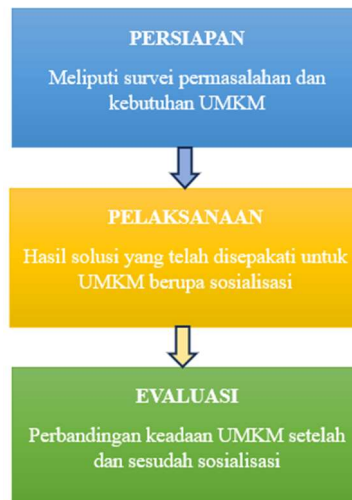 PERSIAPAN
Meliputi survei permasalahan dan
kebutuhan UMKM
PELAKSANAAN
Hasil solusi yang telah disepakati untuk
UMKM berupa sosialisasi
EVALUASI
Perbandingan keadaan UMKM setelah
dan sesudah sosialisasi